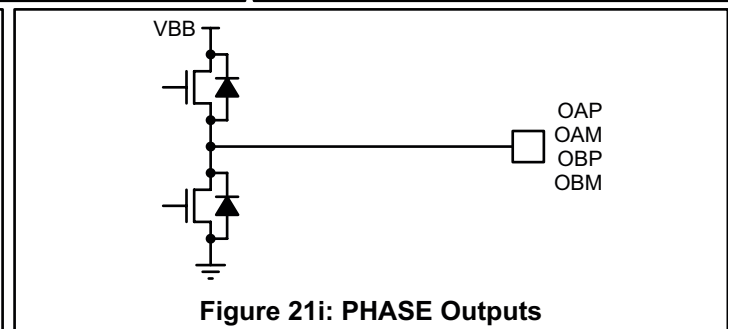 VBB
OAP
OAM
OBP
OBM
Figure 21i: PHASE Outputs